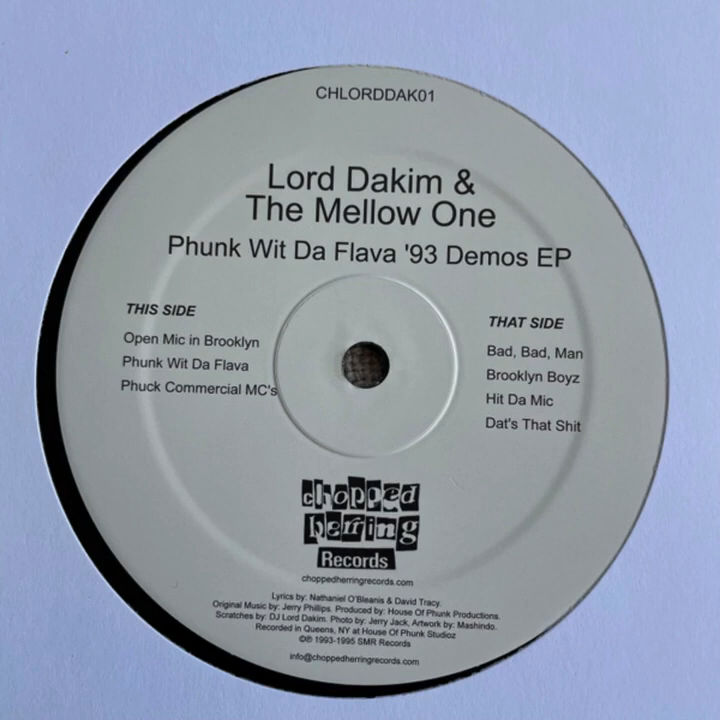 CHLORDDAK01
Lord Dakim &
The Mellow One
Phunk Wit Da Flava '93 Demos EP
THIS SIDE
Open Mic in Brooklyn
Phunk Wit Da Flava
Phuck Commercial MC's
THAT SIDE
Bad, Bad, Man
Brooklyn Boyz
Hit Da Mic
Dat's That Shit
chopped
herring
Records
choppedherringrecords.com
Lyrics by: Nathaniel O'Bleanis & David Tracy.
Original Music by: Jerry Phillips. Produced by: House Of Phunk Productions.
Scratches by: DJ Lord Dakim. Photo by: Jerry Jack, Artwork by: Mashindo.
Recorded in Queens, NY at House Of Phunk Studioz
©℗ 1993-1995 SMR Records
info@choppedherringrecords.com